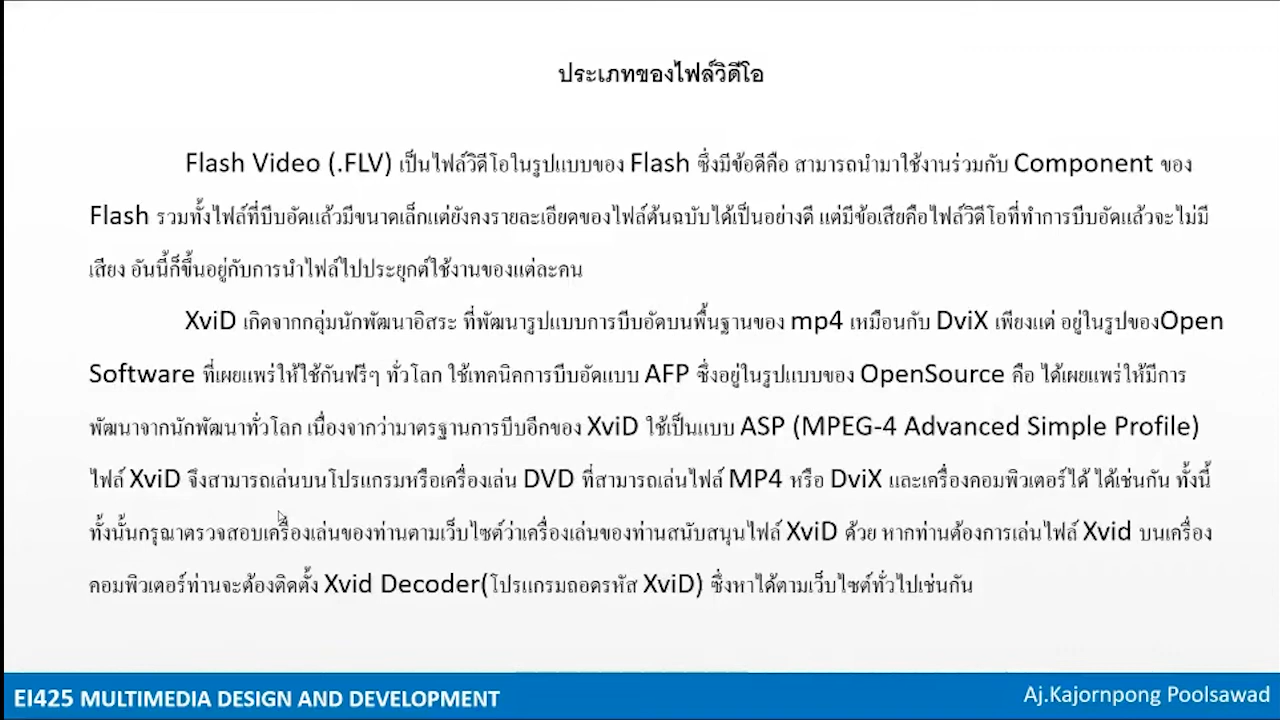 ประเภทของไฟล์วิดีโอ
Flash Video (.FLV) เป็นไฟล์วิดีโอในรูปแบบของ Flash ซึ่งมีข้อดีคือ สามารถนำมาใช้งานร่วมกับ Component ของ
Flash รวมทั้งไฟล์ที่บีบอัดแล้วมีขนาดเล็กแต่ยังคงรายละเอียดของไฟล์ต้นฉบับได้เป็นอย่างดี แต่มีข้อเสียคือไฟล์วิดีโอที่ทำการบีบอัดแล้วจะไม่มี
เสียง อันนี้ก็ขึ้นอยู่กับการนำไฟล์ไปประยุกต์ใช้งานของแต่ละคน
XviD เกิดจากกลุ่มนักพัฒนาอิสระ ที่พัฒนารูปแบบการบีบอัดบนพื้นฐานของ mp4 เหมือนกับ DviX เพียงแต่ อยู่ในรูปของOpen
Software ที่เผยแพร่ให้ใช้กันฟรีๆ ทั่วโลก ใช้เทคนิคการบีบอัดแบบ AFP ซึ่งอยู่ในรูปแบบของ OpenSource คือ ได้เผยแพร่ให้มีการ
พัฒนาจากนักพัฒนาทั่วโลก เนื่องจากว่ามาตรฐานการบีบอีกของ XviD ใช้เป็นแบบ ASP (MPEG-4 Advanced Simple Profile)
ไฟล์ XviD จึงสามารถเล่นบนโปรแกรมหรือเครื่องเล่น DVD ที่สามารถเล่นไฟล์ MP4 หรือ DviX และเครื่องคอมพิวเตอร์ได้ ได้เช่นกัน ทั้งนี้
ทั้งนั้นกรุณาตรวจสอบเครื่องเล่นของท่านตามเว็บไซต์ว่าเครื่องเล่นของท่านสนับสนุนไฟล์ XviD ด้วย หากท่านต้องการเล่นไฟล์ Xvid บนเครื่อง
คอมพิวเตอร์ท่านจะต้องติดตั้ง Xvid Decoder(โปรแกรมถอดรหัส XviD) ซึ่งหาได้ตามเว็บไซต์ทั่วไปเช่นกัน
EI425 MULTIMEDIA DESIGN AND DEVELOPMENT
Aj.Kajornpong Poolsawad